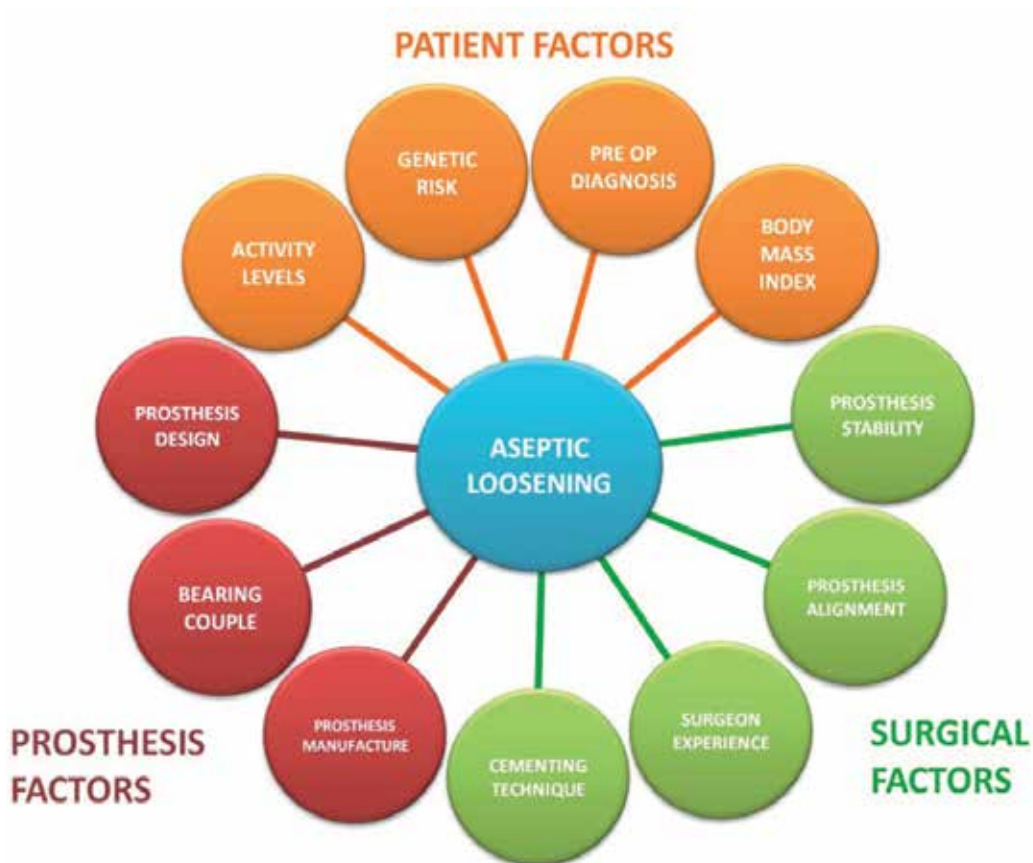 PATIENT FACTORS
GENETIC
RISK
PRE OP
DIAGNOSIS
ACTIVITY
LEVELS
BODY
MASS
INDEX
PROSTHESIS
DESIGN
PROSTHESIS
STABILITY
ASEPTIC
LOOSENING
BEARING
COUPLE
PROSTHESIS
ALIGNMENT
PROSTHESIS
MANUFACTURE
CEMENTING
TECHNIQUE
SURGEON
EXPERIENCE
PROSTHESIS
FACTORS
SURGICAL
FACTORS